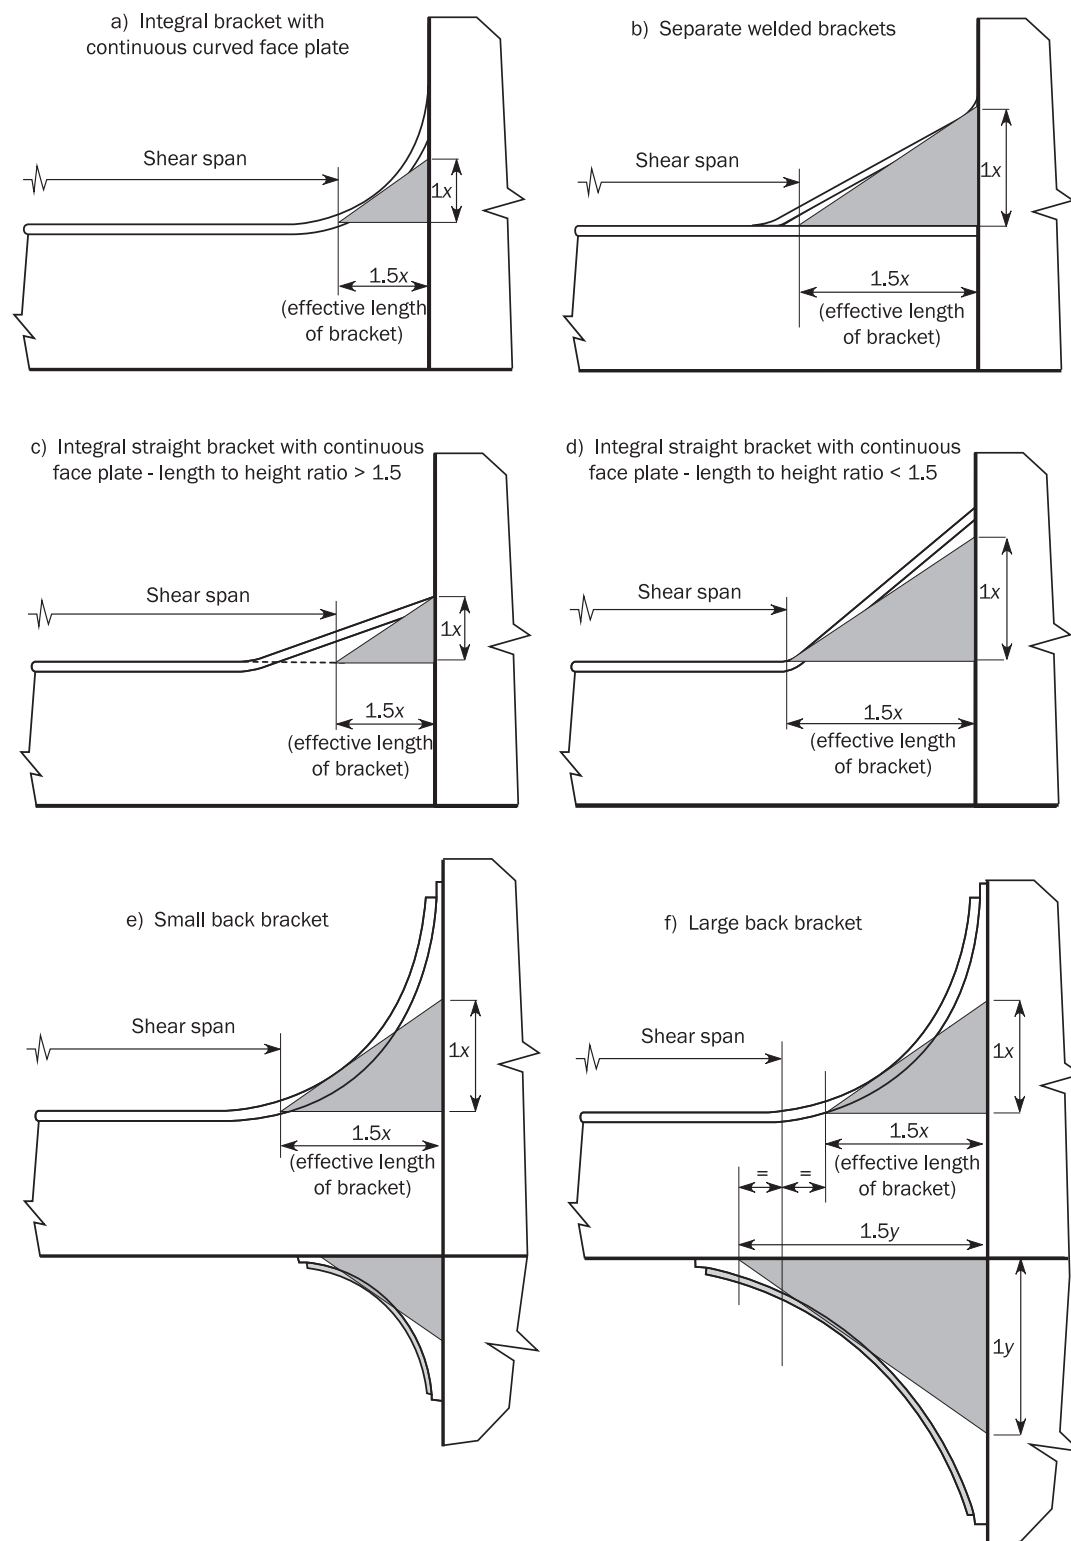 a) Integral bracket with
continuous curved face plate
Shear span
1x
1.5x
(effective length
of bracket)
b) Separate welded brackets
Shear span
1x
1.5x
(effective length
of bracket)
c) Integral straight bracket with continuous
face plate - length to height ratio > 1.5
Shear span
1x
1.5x
(effective length
of bracket)
d) Integral straight bracket with continuous
face plate - length to height ratio < 1.5
Shear span
1x
1.5x
(effective length
of bracket)
e) Small back bracket
Shear span
1x
1.5x
(effective length
of bracket)
f) Large back bracket
Shear span
1x
1.5x
(effective length
of bracket)
= =
1.5y
1y